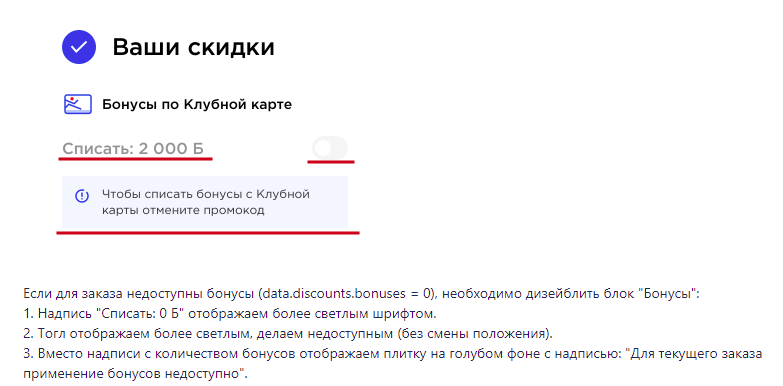 Ваши скидки
Бонусы по Клубной карте
Списать: 2 000 Б
Чтобы списать бонусы с Клубной
карты отмените промокод
Если для заказа недоступны бонусы (data.discounts.bonuses = 0), необходимо дизейблить блок "Бонусы":
1. Надпись "Списать: 0 Б" отображаем более светлым шрифтом.
2. Тогл отображаем более светлым, делаем недоступным (без смены положения).
3. Вместо надписи с количеством бонусов отображаем плитку на голубом фоне с надписью: "Для текущего заказа
применение бонусов недоступно".